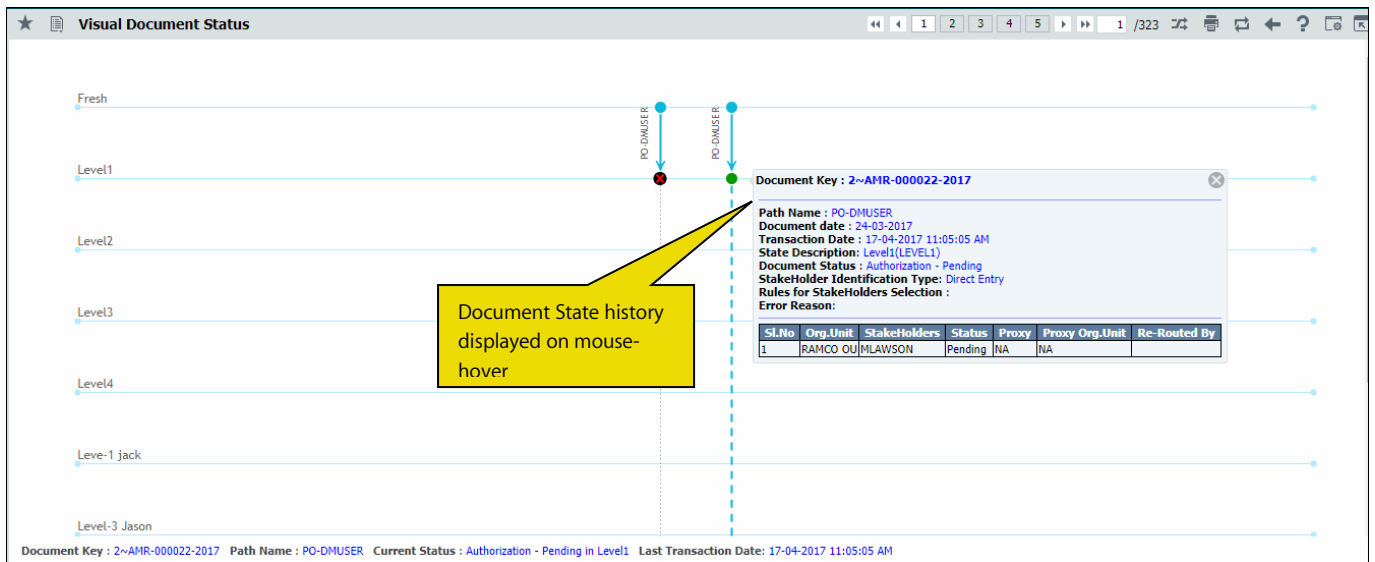 Visual Document Status
1 2 3 4 5 1 /323
Fresh
PO-DMUSER
PO-DMUSER
Level1
Document Key : 2~AMR-000022-2017
Path Name : PO-DMUSER
Document date : 24-03-2017
Transaction Date : 17-04-2017 11:05:05 AM
State Description: Level1(LEVEL1)
Document Status : Authorization - Pending
StakeHolder Identification Type: Direct Entry
Rules for StakeHolders Selection :
Error Reason:
Sl.No Org.Unit StakeHolders Status Proxy Proxy Org.Unit Re-Routed By
1 RAMCO OU MLAWSON Pending NA NA
Level2
Document State history
displayed on mouse-
hover
Level3
Level4
Leve-1 jack
Level-3 Jason
Document Key : 2~AMR-000022-2017 Path Name : PO-DMUSER Current Status : Authorization - Pending in Level1 Last Transaction Date: 17-04-2017 11:05:05 AM